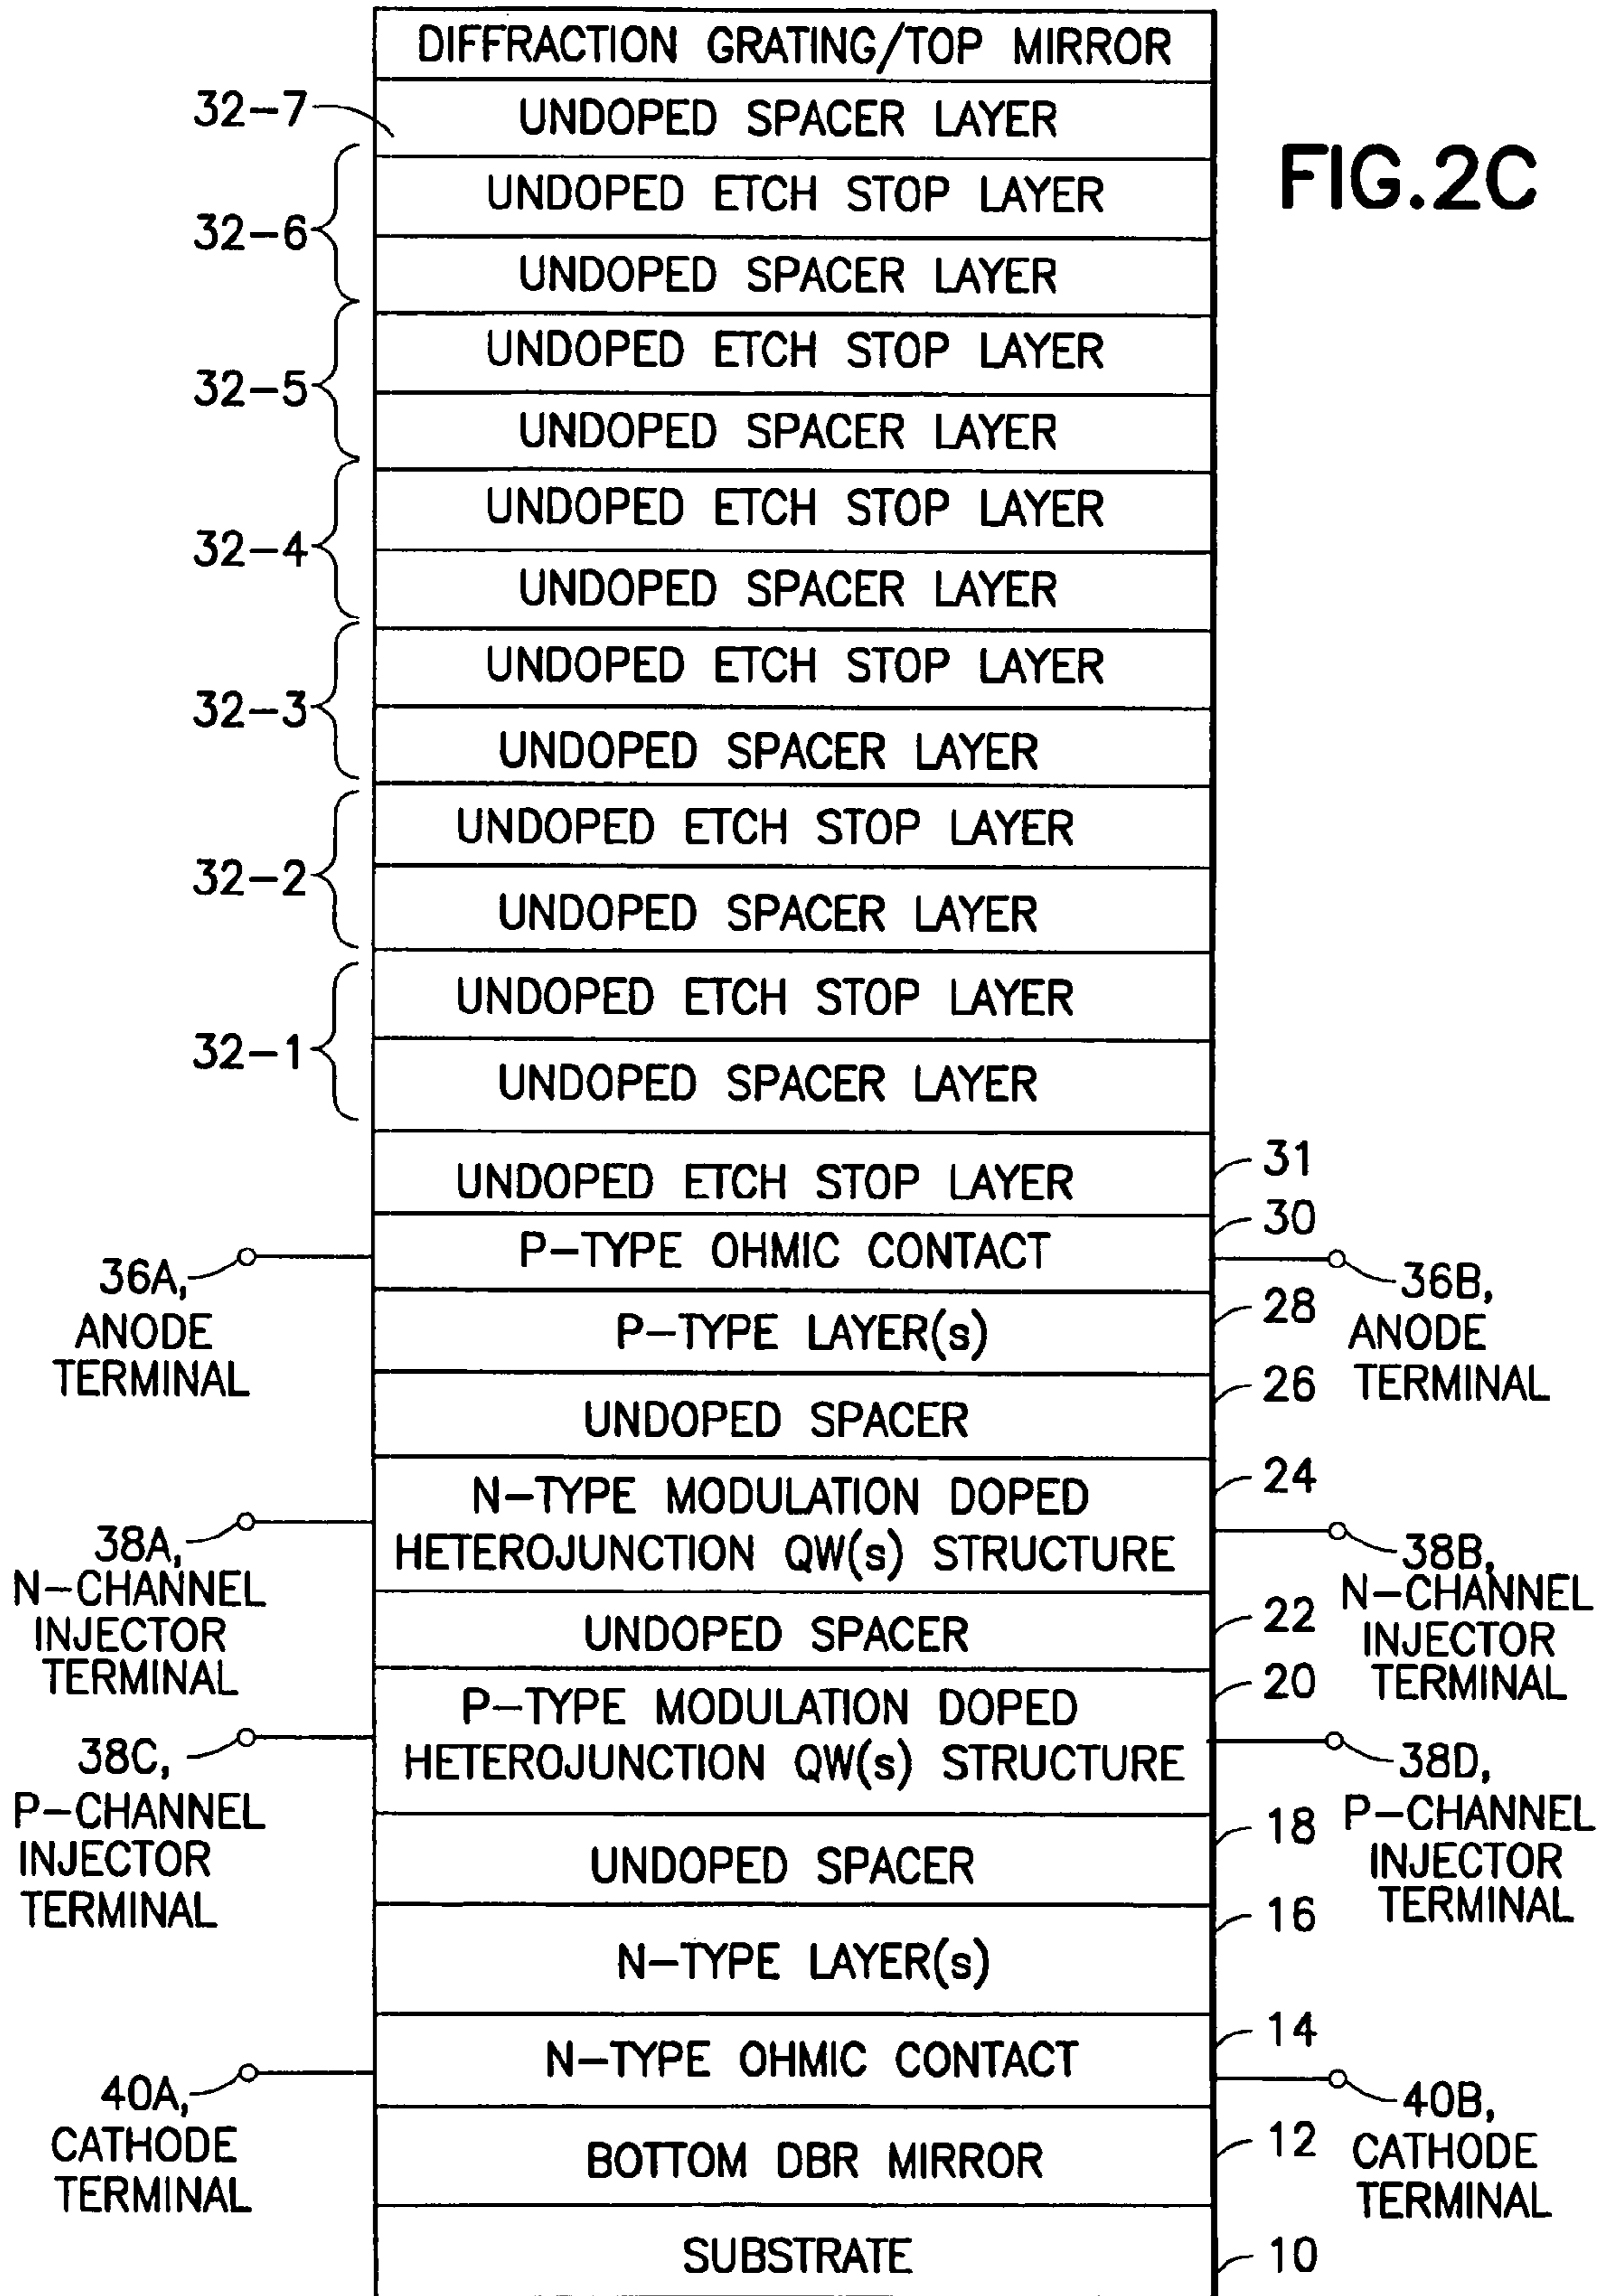 DIFFRACTION GRATING/TOP MIRROR
32-7
UNDOPED SPACER LAYER
FIG.2C
UNDOPED ETCH STOP LAYER
32-6
UNDOPED SPACER LAYER
UNDOPED ETCH STOP LAYER
32-5
UNDOPED SPACER LAYER
UNDOPED ETCH STOP LAYER
32-4
UNDOPED SPACER LAYER
UNDOPED ETCH STOP LAYER
32-3
UNDOPED SPACER LAYER
UNDOPED ETCH STOP LAYER
32-2
UNDOPED SPACER LAYER
UNDOPED ETCH STOP LAYER
32-1
UNDOPED SPACER LAYER
UNDOPED ETCH STOP LAYER
31
P-TYPE OHMIC CONTACT
30
36A,
ANODE
TERMINAL
36B,
ANODE
TERMINAL
P-TYPE LAYER(s)
28
UNDOPED SPACER
26
N-TYPE MODULATION DOPED
HETEROJUNCTION QW(s) STRUCTURE
24
38A,
N-CHANNEL
INJECTOR
TERMINAL
38B,
N-CHANNEL
INJECTOR
TERMINAL
UNDOPED SPACER
22
P-TYPE MODULATION DOPED
HETEROJUNCTION QW(s) STRUCTURE
20
38C,
P-CHANNEL
INJECTOR
TERMINAL
38D,
P-CHANNEL
INJECTOR
TERMINAL
UNDOPED SPACER
18
N-TYPE LAYER(s)
16
N-TYPE OHMIC CONTACT
14
40A,
CATHODE
TERMINAL
40B,
CATHODE
TERMINAL
BOTTOM DBR MIRROR
12
SUBSTRATE
10